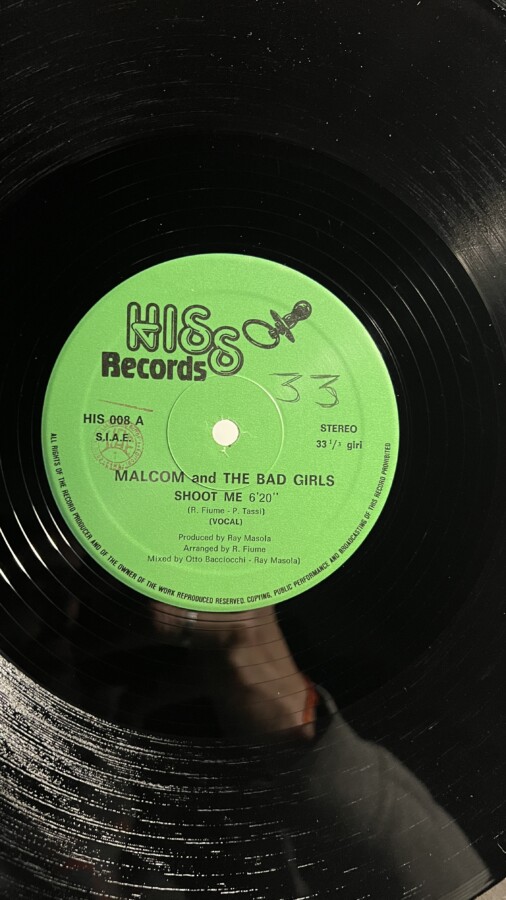 HISS
Records
33
HIS 008 A
S.I.A.E.
STEREO
33 1/3 giri
MALCOM and THE BAD GIRLS
SHOOT ME 6'20"
(R. Fiume - P. Tassi)
(VOCAL)
Produced by Ray Masola
Arranged by R. Fiume
Mixed by Otto Bacciocchi - Ray Masola)
ALL RIGHTS OF THE RECORD PRODUCER AND OF THE OWNER OF THE WORK REPRODUCED RESERVED. COPYING, PUBLIC PERFORMANCE AND BROADCASTING OF THIS RECORD PROHIBITED